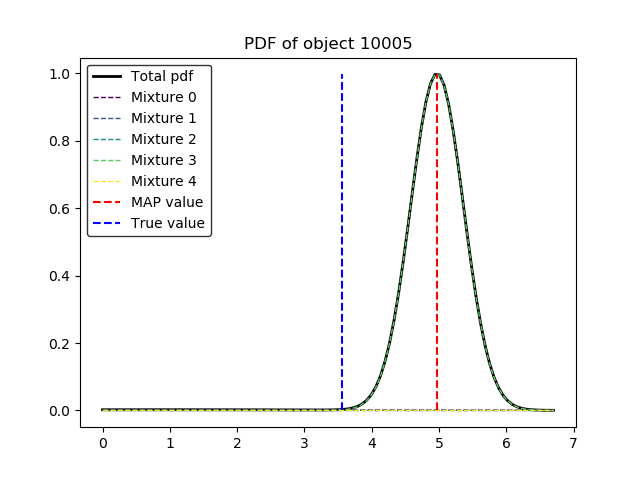 PDF of object 10005
1.0
0.8
0.6
0.4
0.2
0.0
Total pdf
Mixture 0
Mixture 1
Mixture 2
Mixture 3
Mixture 4
MAP value
True value
0 1 2 3 4 5 6 7